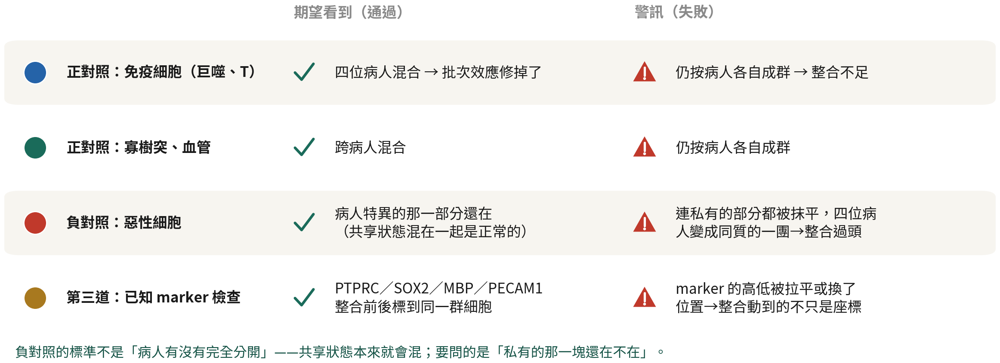 期望看到（通過）
警訊（失敗）
正對照：免疫細胞（巨噬、T）
四位病人混合 → 批次效應修掉了
仍按病人各自成群 → 整合不足
正對照：寡樹突、血管
跨病人混合
仍按病人各自成群
負對照：惡性細胞
病人特異的那一部分還在
（共享狀態混在一起是正常的）
連私有的部分都被抹平，四位病
人變成同質的一團→整合過頭
第三道：已知 marker 檢查
PTPRC／SOX2／MBP／PECAM1
整合前後標到同一群細胞
marker 的高低被拉平或換了
位置→整合動到的不只是座標
負對照的標準不是「病人有沒有完全分開」——共享狀態本來就會混；要問的是「私有的那一塊還在不在」。